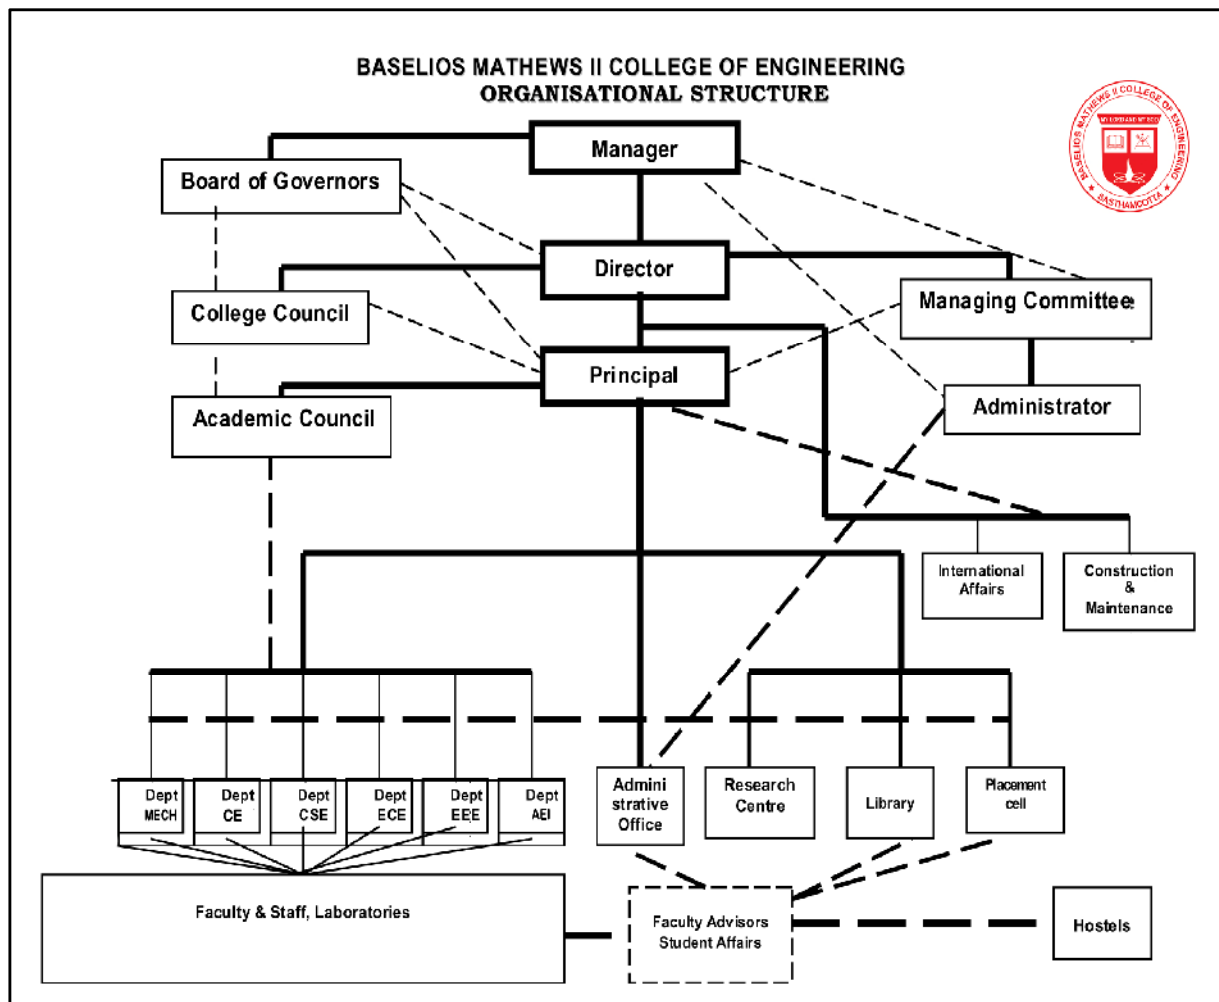 BASELIOS MATHEWS II COLLEGE OF ENGINEERING
ORGANISATIONAL STRUCTURE
BASELIOS MATHEWS II COLLEGE OF ENGINEERING
SASTHAMCOTTA
Manager
Board of Governors
Director
College Council
Managing Committee:
Principal
Academic Council
Administrator
International
Affairs
Construction
&
Maintenance
Dept
MECH
Dept
CE
Dept
CSE
Dept
ECE
Dept
EEE
Dept
AEI
Admini
strative
Office
Research
Centre
Library
Placement
cell
Faculty & Staff, Laboratories
Faculty Advisors
Student Affairs
Hostels